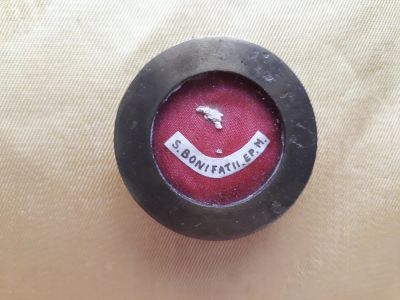 S. BONIFATII. EP. M.